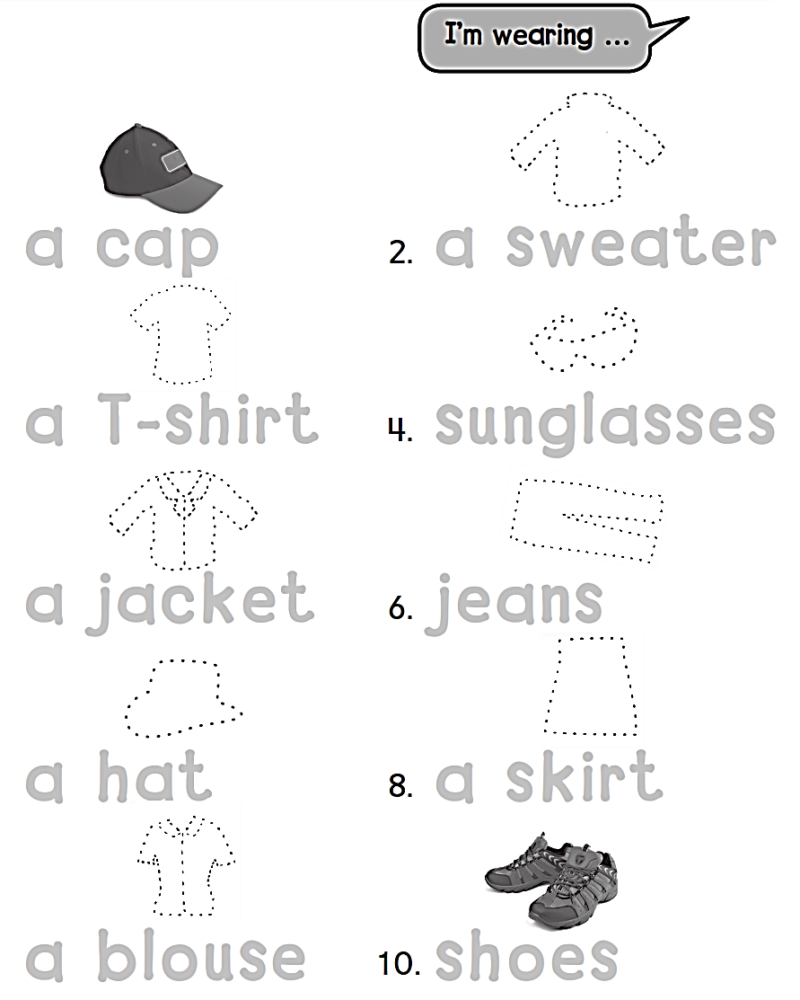 I'm wearing ...
a cap
2. a sweater
a T-shirt
4. sunglasses
a jacket
6. jeans
a hat
8. a skirt
a blouse
10. shoes